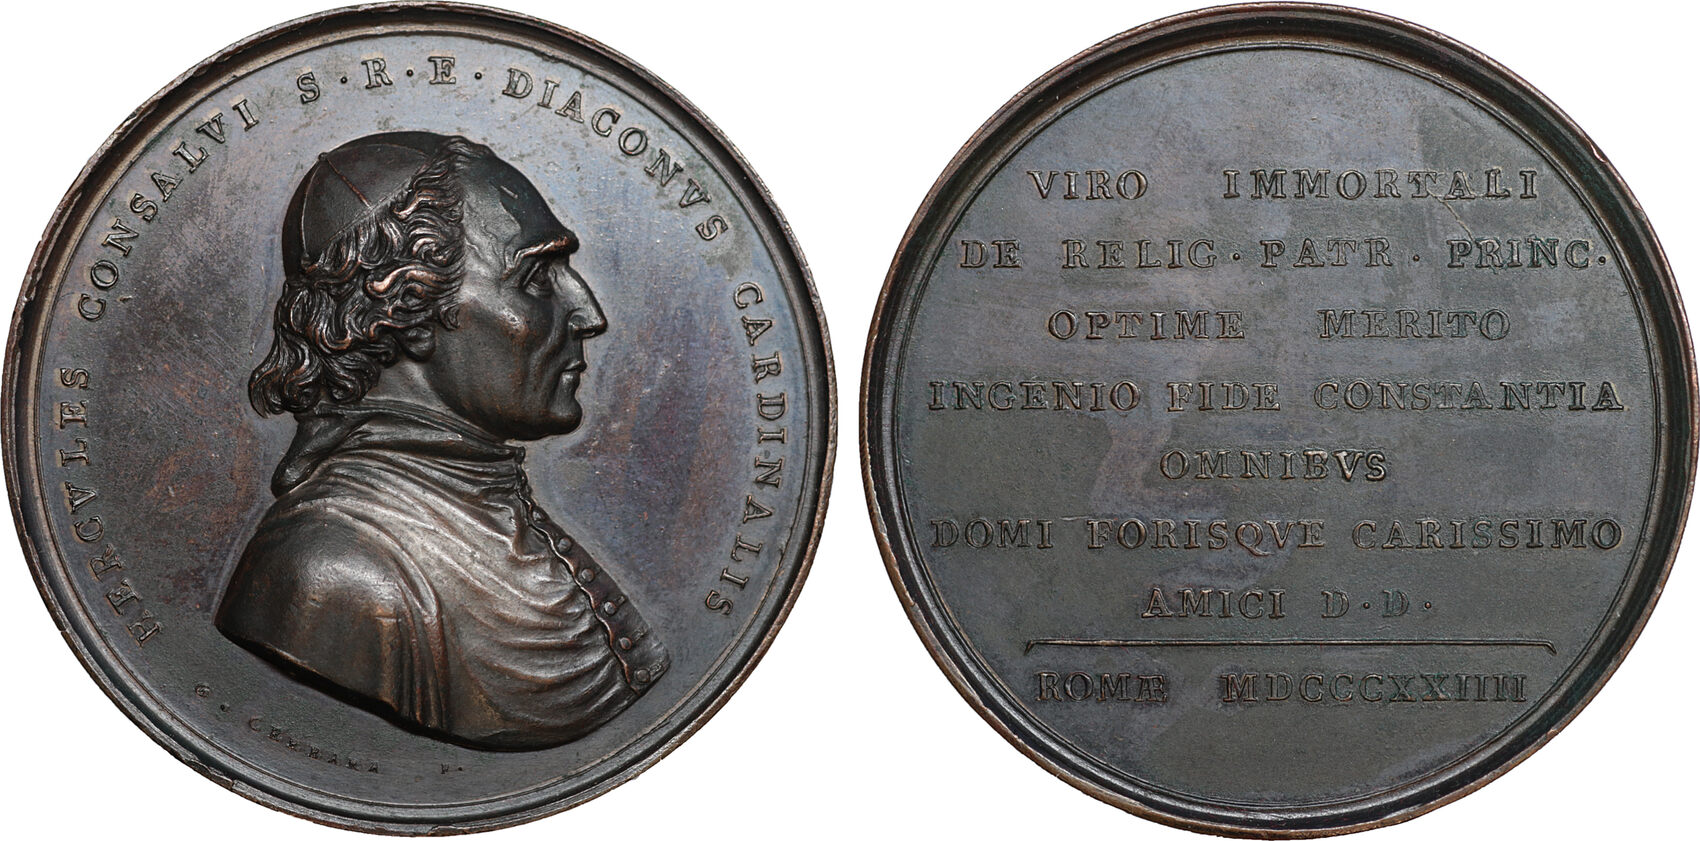 HERCVLES CONSALVI S·R·E· DIACONVS CARDINALIS
G. CERBARA F.
VIRO IMMORTALI
DE RELIG·PATR·PRINC·
OPTIME MERITO
INGENIO FIDE CONSTANTIA
OMNIBVS
DOMI FORISQVE CARISSIMO
AMICI D·D·
ROMÆ MDCCCXXIIII